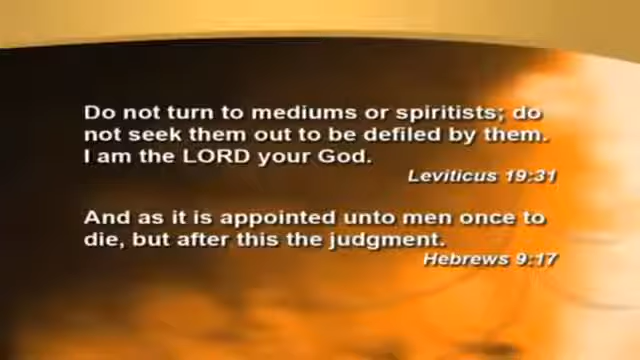 Do not turn to mediums or spiritists; do
not seek them out to be defiled by them.
I am the LORD your God.
Leviticus 19:31
And as it is appointed unto men once to
die, but after this the judgment.
Hebrews 9:17